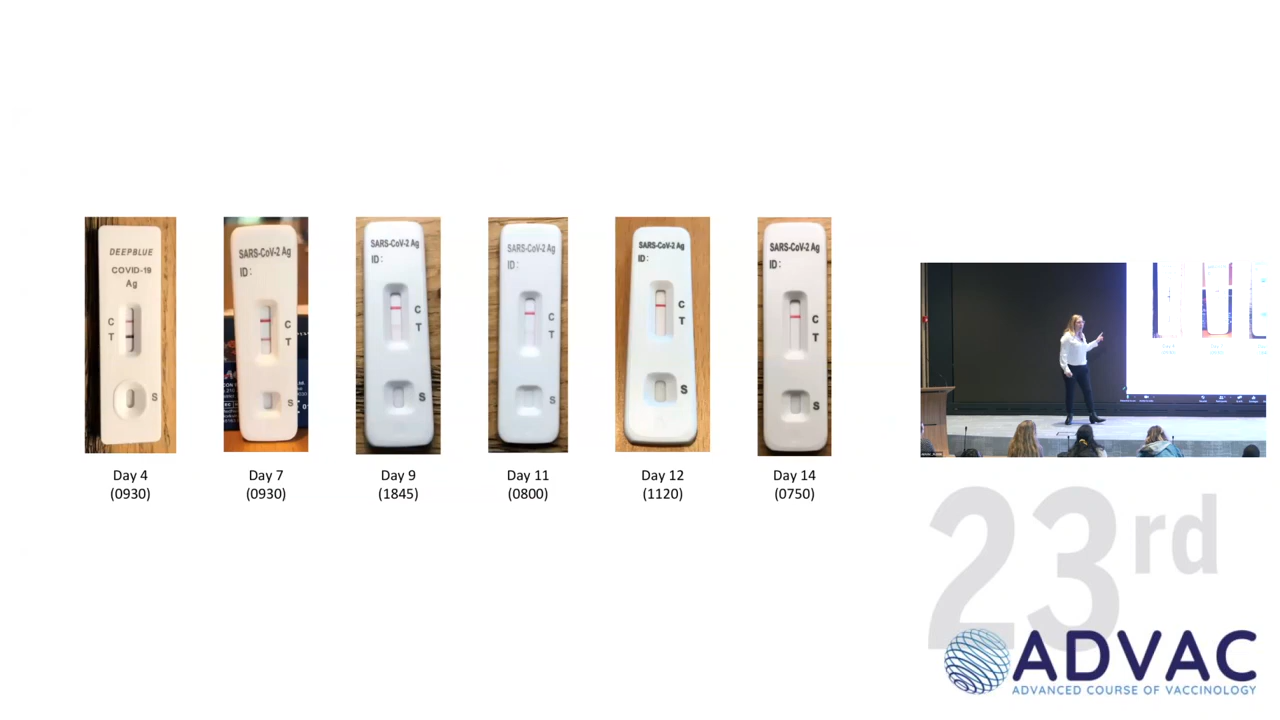 DEEPBLUE
COVID-19
Ag
C
T
S
SARS-CoV-2 Ag
ID:
C
T
S
SARS-CoV-2 Ag
ID:
C
T
S
SARS-CoV-2 Ag
ID:
C
T
S
SARS-CoV-2 Ag
ID:
C
T
S
SARS-CoV-2 Ag
ID:
C
T
S
Day 4
(0930)
Day 7
(0930)
Day 9
(1845)
Day 11
(0800)
Day 12
(1120)
Day 14
(0750)
23rd
ADVAC
ADVANCED COURSE OF VACCINOLOGY